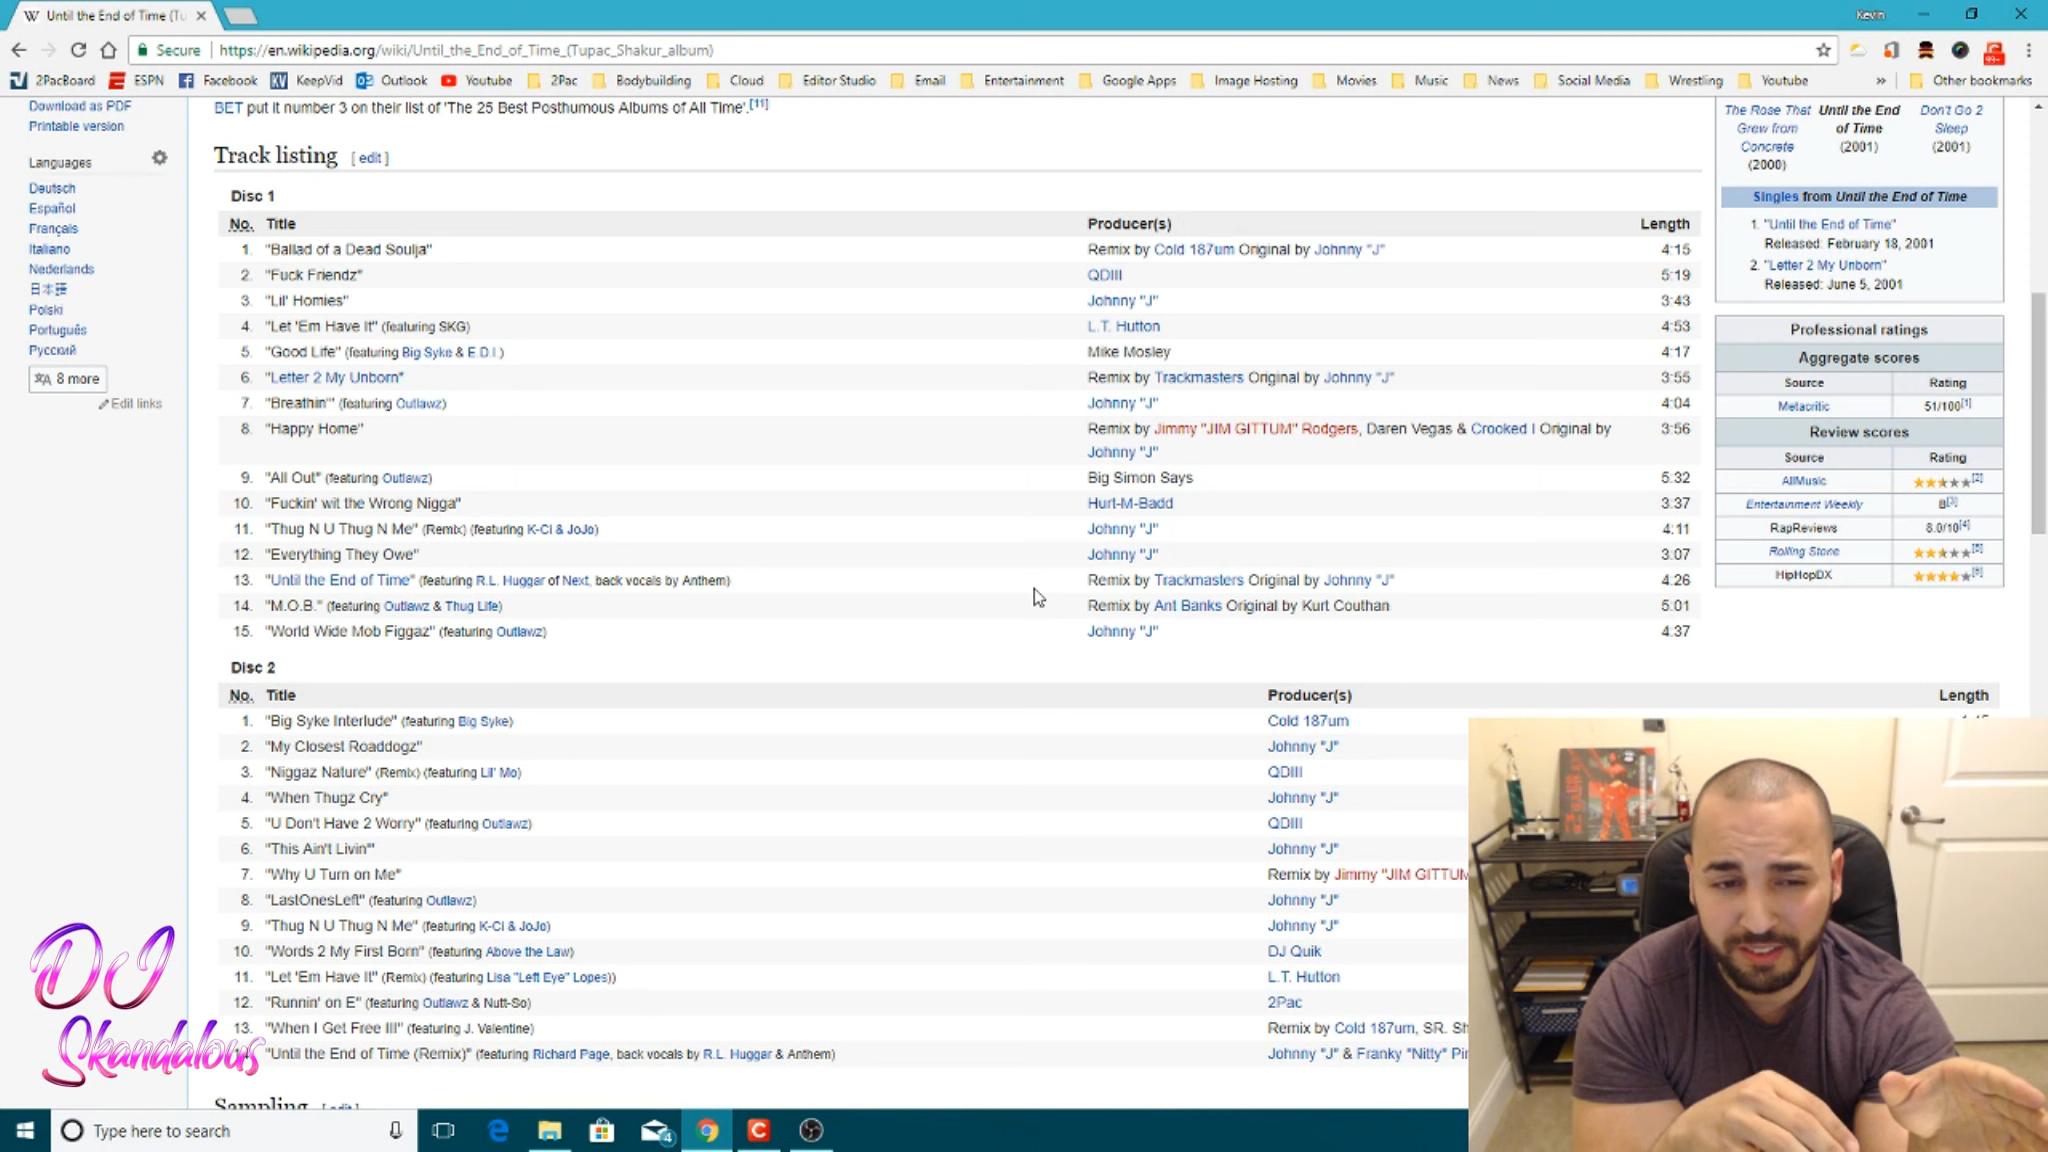 Until the End of Time (Tu
Kevin
Secure https://en.wikipedia.org/wiki/Until_the_End_of_Time_(Tupac_Shakur_album)
2PacBoard ESPN Facebook KeepVid Outlook Youtube 2Pac Bodybuilding Cloud Editor Studio Email Entertainment Google Apps Image Hosting Movies Music News Social Media Wrestling Youtube » Other bookmarks
Download as PDF
Printable version
Languages
Deutsch
Español
Français
Italiano
Nederlands
日本語
Polski
Português
Русский
8 more
Edit links
BET put it number 3 on their list of 'The 25 Best Posthumous Albums of All Time'.[11]
Track listing [ edit ]
Disc 1
No. Title Producer(s) Length
1. "Ballad of a Dead Soulja" Remix by Cold 187um Original by Johnny "J" 4:15
2. "Fuck Friendz" QDIII 5:19
3. "Lil' Homies" Johnny "J" 3:43
4. "Let 'Em Have It" (featuring SKG) L.T. Hutton 4:53
5. "Good Life" (featuring Big Syke & E.D.I.) Mike Mosley 4:17
6. "Letter 2 My Unborn" Remix by Trackmasters Original by Johnny "J" 3:55
7. "Breathin'" (featuring Outlawz) Johnny "J" 4:04
8. "Happy Home" Remix by Jimmy "JIM GITTUM" Rodgers, Daren Vegas & Crooked I Original by 3:56
Johnny "J"
9. "All Out" (featuring Outlawz) Big Simon Says 5:32
10. "Fuckin' wit the Wrong Nigga" Hurt-M-Badd 3:37
11. "Thug N U Thug N Me" (Remix) (featuring K-Ci & JoJo) Johnny "J" 4:11
12. "Everything They Owe" Johnny "J" 3:07
13. "Until the End of Time" (featuring R.L. Huggar of Next, back vocals by Anthem) Remix by Trackmasters Original by Johnny "J" 4:26
14. "M.O.B." (featuring Outlawz & Thug Life) Remix by Ant Banks Original by Kurt Couthan 5:01
15. "World Wide Mob Figgaz" (featuring Outlawz) Johnny "J" 4:37
Disc 2
No. Title Producer(s) Length
1. "Big Syke Interlude" (featuring Big Syke) Cold 187um
2. "My Closest Roaddogz" Johnny "J"
3. "Niggaz Nature" (Remix) (featuring Lil' Mo) QDIII
4. "When Thugz Cry" Johnny "J"
5. "U Don't Have 2 Worry" (featuring Outlawz) QDIII
6. "This Ain't Livin'" Johnny "J"
7. "Why U Turn on Me" Remix by Jimmy "JIM GITTUM
8. "LastOnesLeft" (featuring Outlawz) Johnny "J"
9. "Thug N U Thug N Me" (featuring K-Ci & JoJo) Johnny "J"
10. "Words 2 My First Born" (featuring Above the Law) DJ Quik
11. "Let 'Em Have It" (Remix) (featuring Lisa "Left Eye" Lopes)) L.T. Hutton
12. "Runnin' on E" (featuring Outlawz & Nutt-So) 2Pac
13. "When I Get Free III" (featuring J. Valentine) Remix by Cold 187um, SR. Sh
"Until the End of Time (Remix)" (featuring Richard Page, back vocals by R.L. Huggar & Anthem) Johnny "J" & Franky "Nitty" Pi
Sampling [ edit ]
The Rose That Grew from Concrete (2000)
Until the End of Time (2001)
Don't Go 2 Sleep (2001)
Singles from Until the End of Time
1. "Until the End of Time"
Released: February 18, 2001
2. "Letter 2 My Unborn"
Released: June 5, 2001
Professional ratings
Aggregate scores
Source Rating
Metacritic 51/100[1]
Review scores
Source Rating
AllMusic [2]
Entertainment Weekly B[3]
RapReviews 8.0/10[4]
Rolling Stone [5]
HipHopDX [6]
DJ
Skandalous
Type here to search
4